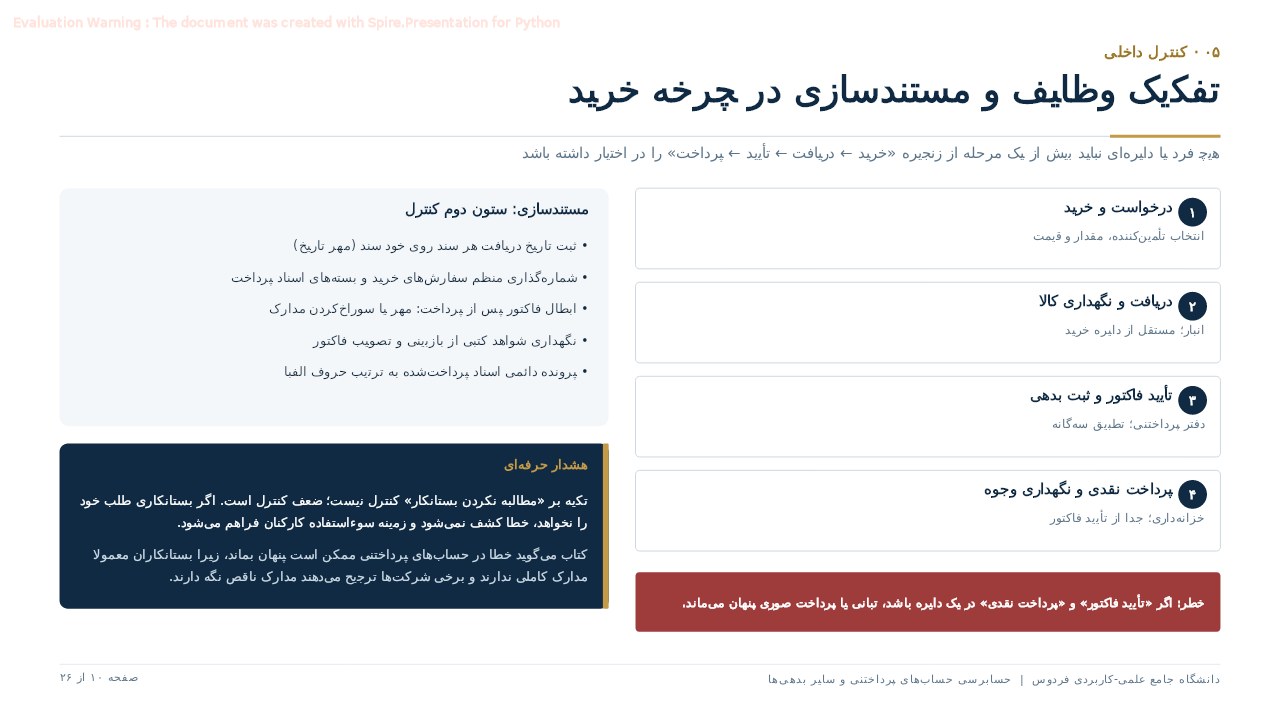 Evaluation Warning : The document was created with Spire.Presentation for Python
۰۵ · کنترل داخلی
تفکیک وظایف و مستندسازی در چرخه خرید
هیچ فرد یا دایره‌ای نباید بیش از یک مرحله از زنجیره «خرید ← دریافت ← تأیید ← پرداخت» را در اختیار داشته باشد
۱
درخواست و خرید
انتخاب تأمین‌کننده، مقدار و قیمت
۲
دریافت و نگهداری کالا
انبار؛ مستقل از دایره خرید
۳
تأیید فاکتور و ثبت بدهی
دفتر پرداختنی؛ تطبیق سه‌گانه
۴
پرداخت نقدی و نگهداری وجوه
خزانه‌داری؛ جدا از تأیید فاکتور
خطر: اگر «تأیید فاکتور» و «پرداخت نقدی» در یک دایره باشد، تبانی یا پرداخت صوری پنهان می‌ماند.
مستندسازی: ستون دوم کنترل
• ثبت تاریخ دریافت هر سند روی خود سند (مهر تاریخ)
• شماره‌گذاری منظم سفارش‌های خرید و بسته‌های اسناد پرداخت
• ابطال فاکتور پس از پرداخت: مهر یا سوراخ‌کردن مدارک
• نگهداری شواهد کتبی از بازبینی و تصویب فاکتور
• پرونده دائمی اسناد پرداخت‌شده به ترتیب حروف الفبا
هشدار حرفه‌ای
تکیه بر «مطالبه نکردن بستانکار» کنترل نیست؛ ضعف کنترل است. اگر بستانکاری طلب خود
را نخواهد، خطا کشف نمی‌شود و زمینه سوءاستفاده کارکنان فراهم می‌شود.
کتاب می‌گوید خطا در حساب‌های پرداختنی ممکن است پنهان بماند، زیرا بستانکاران معمولا
مدارک کاملی ندارند و برخی شرکت‌ها ترجیح می‌دهند مدارک ناقص نگه دارند.
دانشگاه جامع علمی-کاربردی فردوس | حسابرسی حساب‌های پرداختنی و سایر بدهی‌ها
صفحه ۱۰ از ۲۶